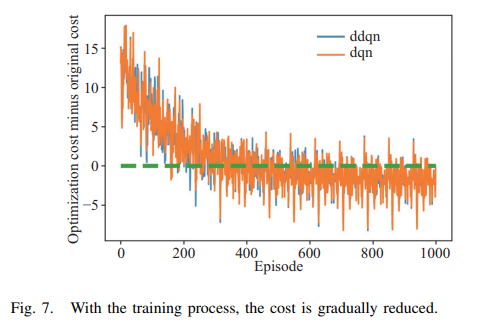 Optimization cost minus original cost
15
10
5
0
−5
ddqn
dqn
0 200 400 600 800 1000
Episode
Fig. 7. With the training process, the cost is gradually reduced.